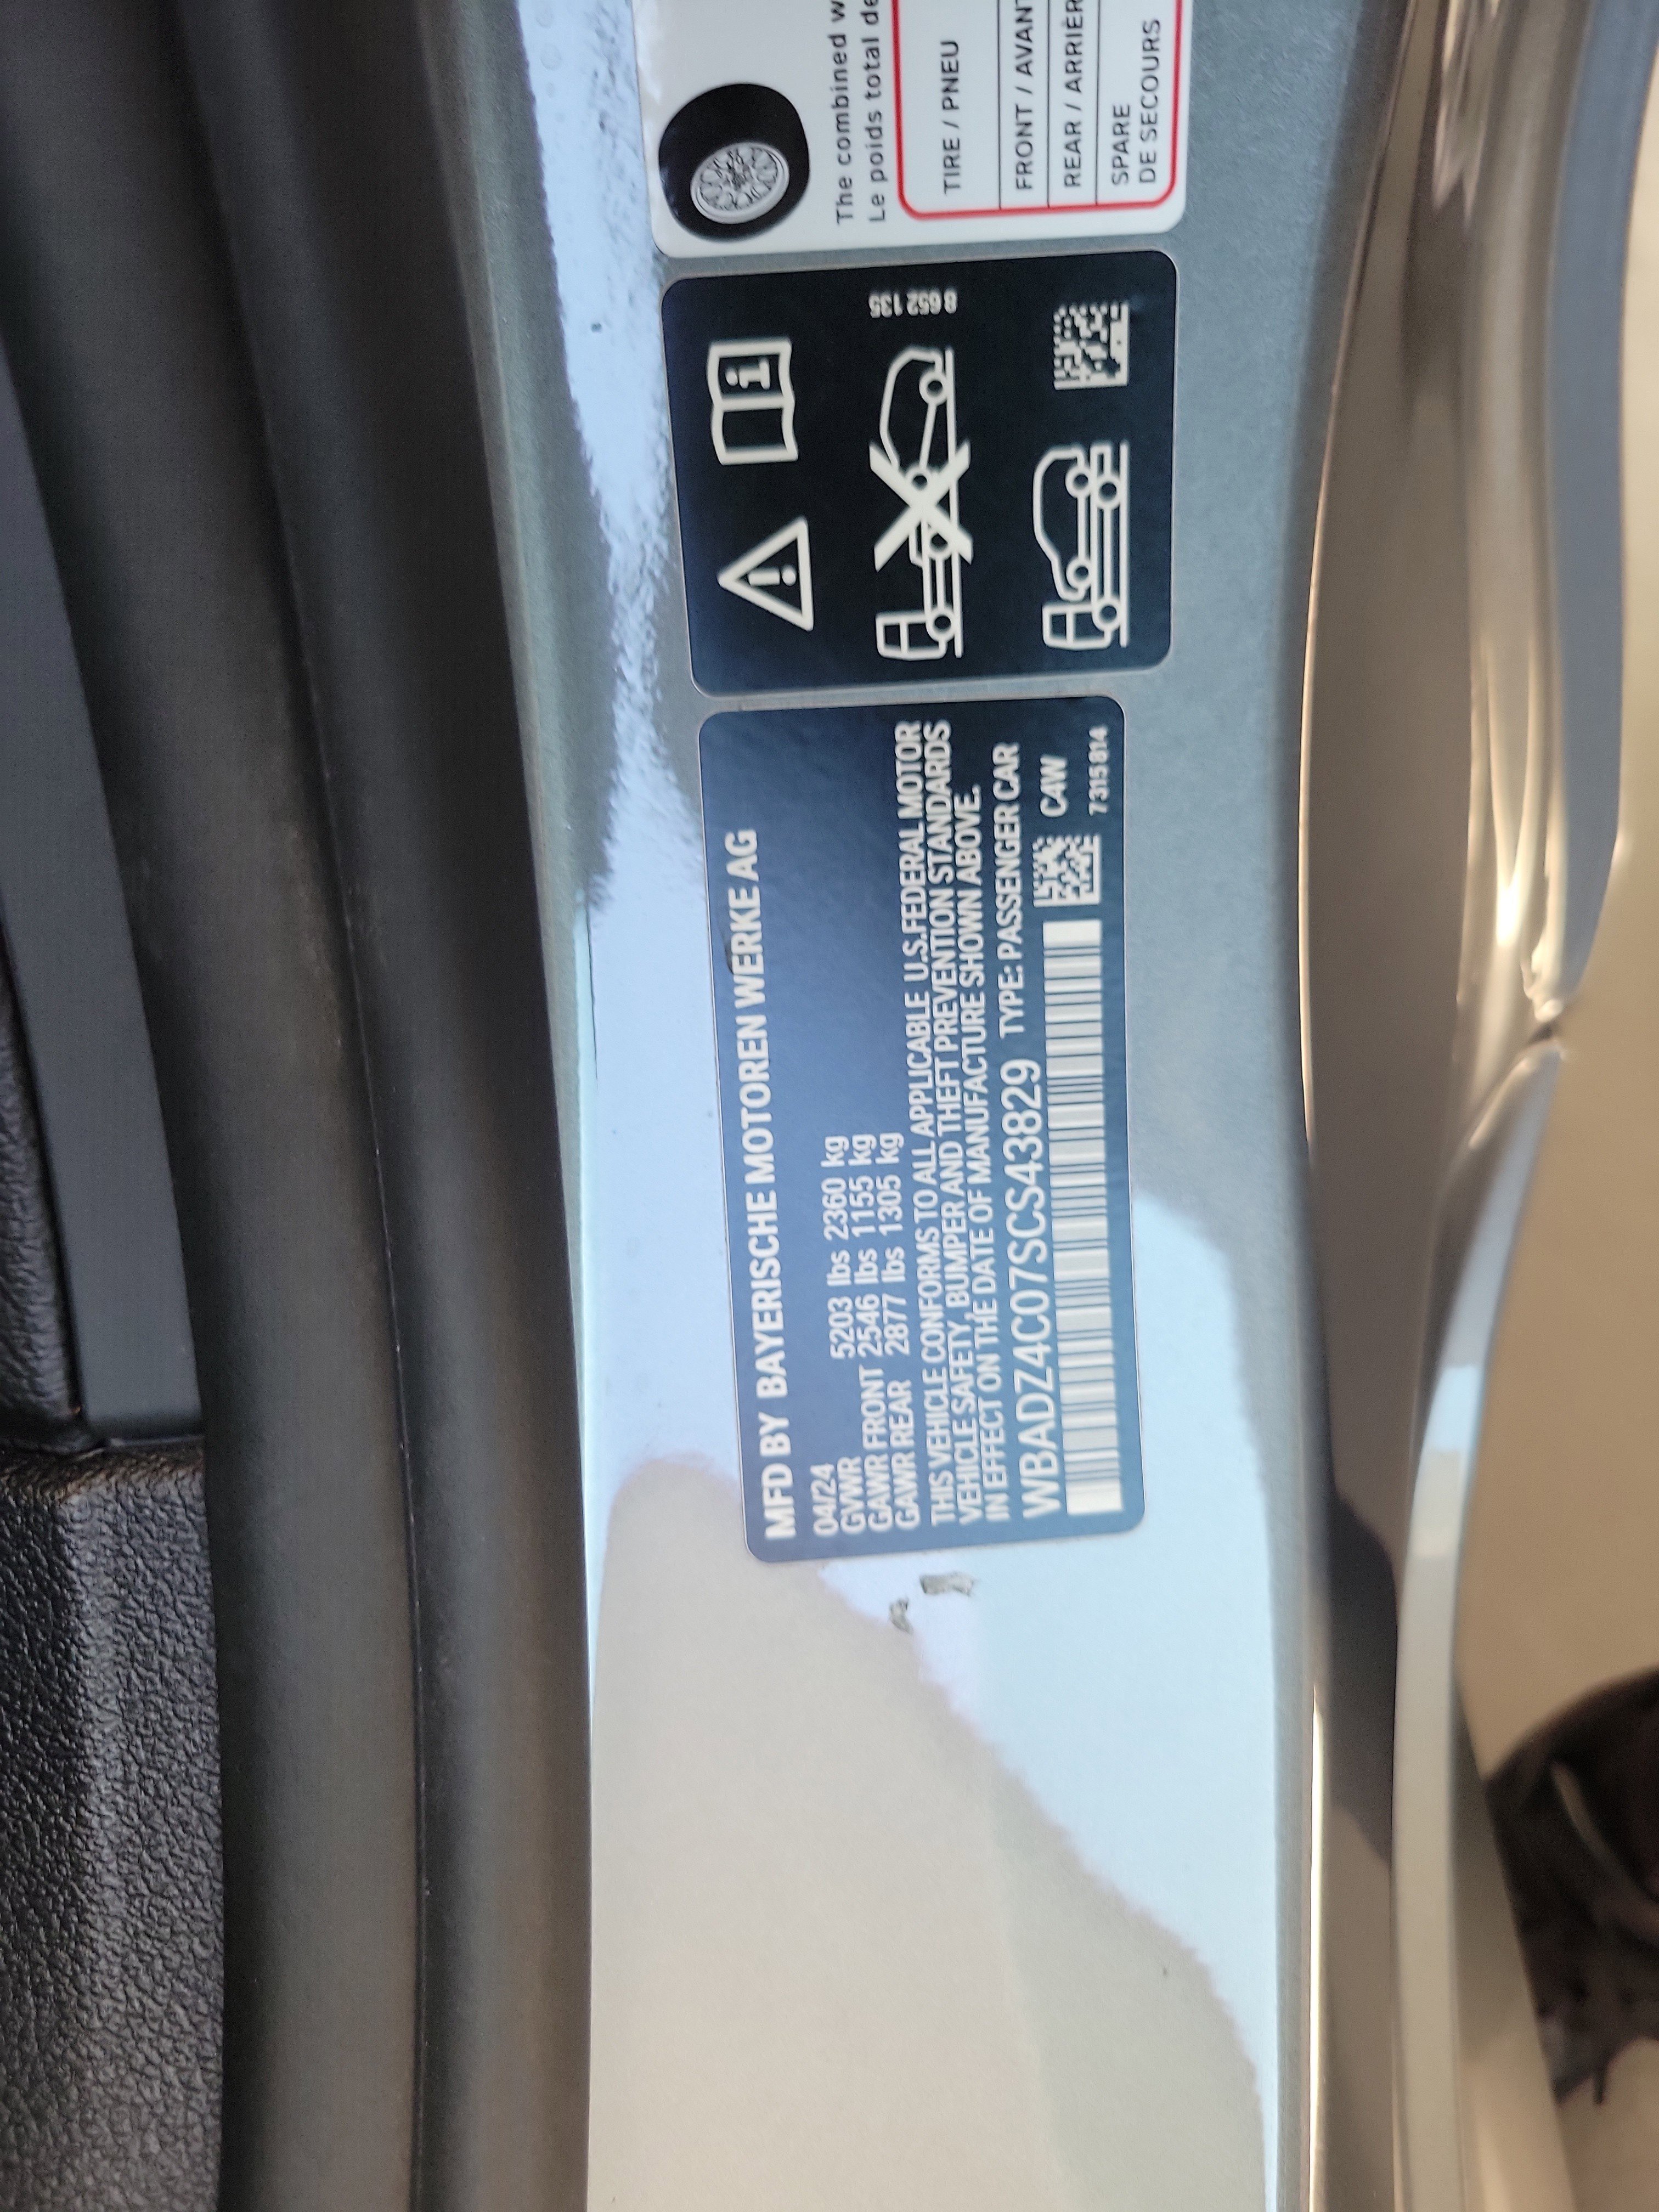 MFD BY BAYERISCHE MOTOREN WERKE AG
04/24
GVWR 5203 lbs 2360 kg
GAWR FRONT 2546 lbs 1155 kg
GAWR REAR 2877 lbs 1305 kg
THIS VEHICLE CONFORMS TO ALL APPLICABLE U.S.FEDERAL MOTOR
VEHICLE SAFETY, BUMPER AND THEFT PREVENTION STANDARDS
IN EFFECT ON THE DATE OF MANUFACTURE SHOWN ABOVE.
WBADZ4C07SCS43829 TYPE: PASSENGER CAR
C4W
7315 814
8 652 135
The combined w
Le poids total de
TIRE / PNEU
FRONT / AVANT
REAR / ARRIÈR
SPARE
DE SECOURS